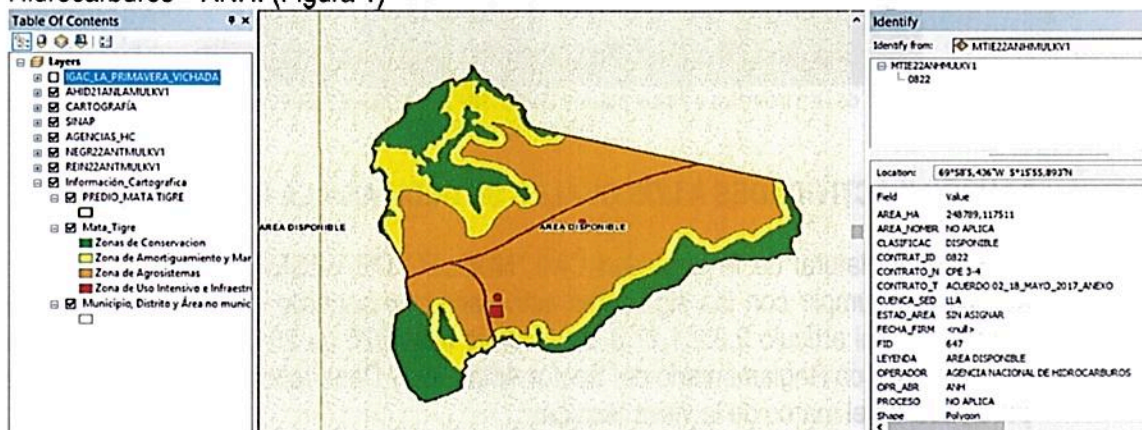 Hidrocarburos - ANH. (Figura 1)
Table Of Contents
Layers
IGAC_LA_PRIMAVERA_VICHADA
AHID21ANLAMULKV1
CARTOGRAFÍA
SINAP
AGENCIAS_HC
NEGR22ANTMULKV1
REIN22ANTMULKV1
Información_Cartografica
PREDIO_MATA TIGRE
Mata_Tigre
Zonas de Conservacion
Zona de Amortiguamiento y Mar
Zona de Agrosistemas
Zona de Uso Intensivo e Infraestr
Municipio, Distrito y Área no munic
AREA DISPONIBLE
AREA DISPONIBLE
Identify
Identify from: MTIE22ANHMULKV1
MTIE22ANHMULKV1
0822
Location: 69°58'5,436"W 5°15'55,893"N
Field Value
AREA_HA 248789,117511
AREA_NOMBR NO APLICA
CLASIFICAC DISPONIBLE
CONTRAT_ID 0822
CONTRATO_N CPE 3-4
CONTRATO_T ACUERDO 02_18_MAYO_2017_ANEXO
CUENCA_SED LLA
ESTAD_AREA SIN ASIGNAR
FECHA_FIRM <null>
FID 647
LEYENDA AREA DISPONIBLE
OPERADOR AGENCIA NACIONAL DE HIDROCARBUROS
OPR_ABR ANH
PROCESO NO APLICA
Shape Polygon